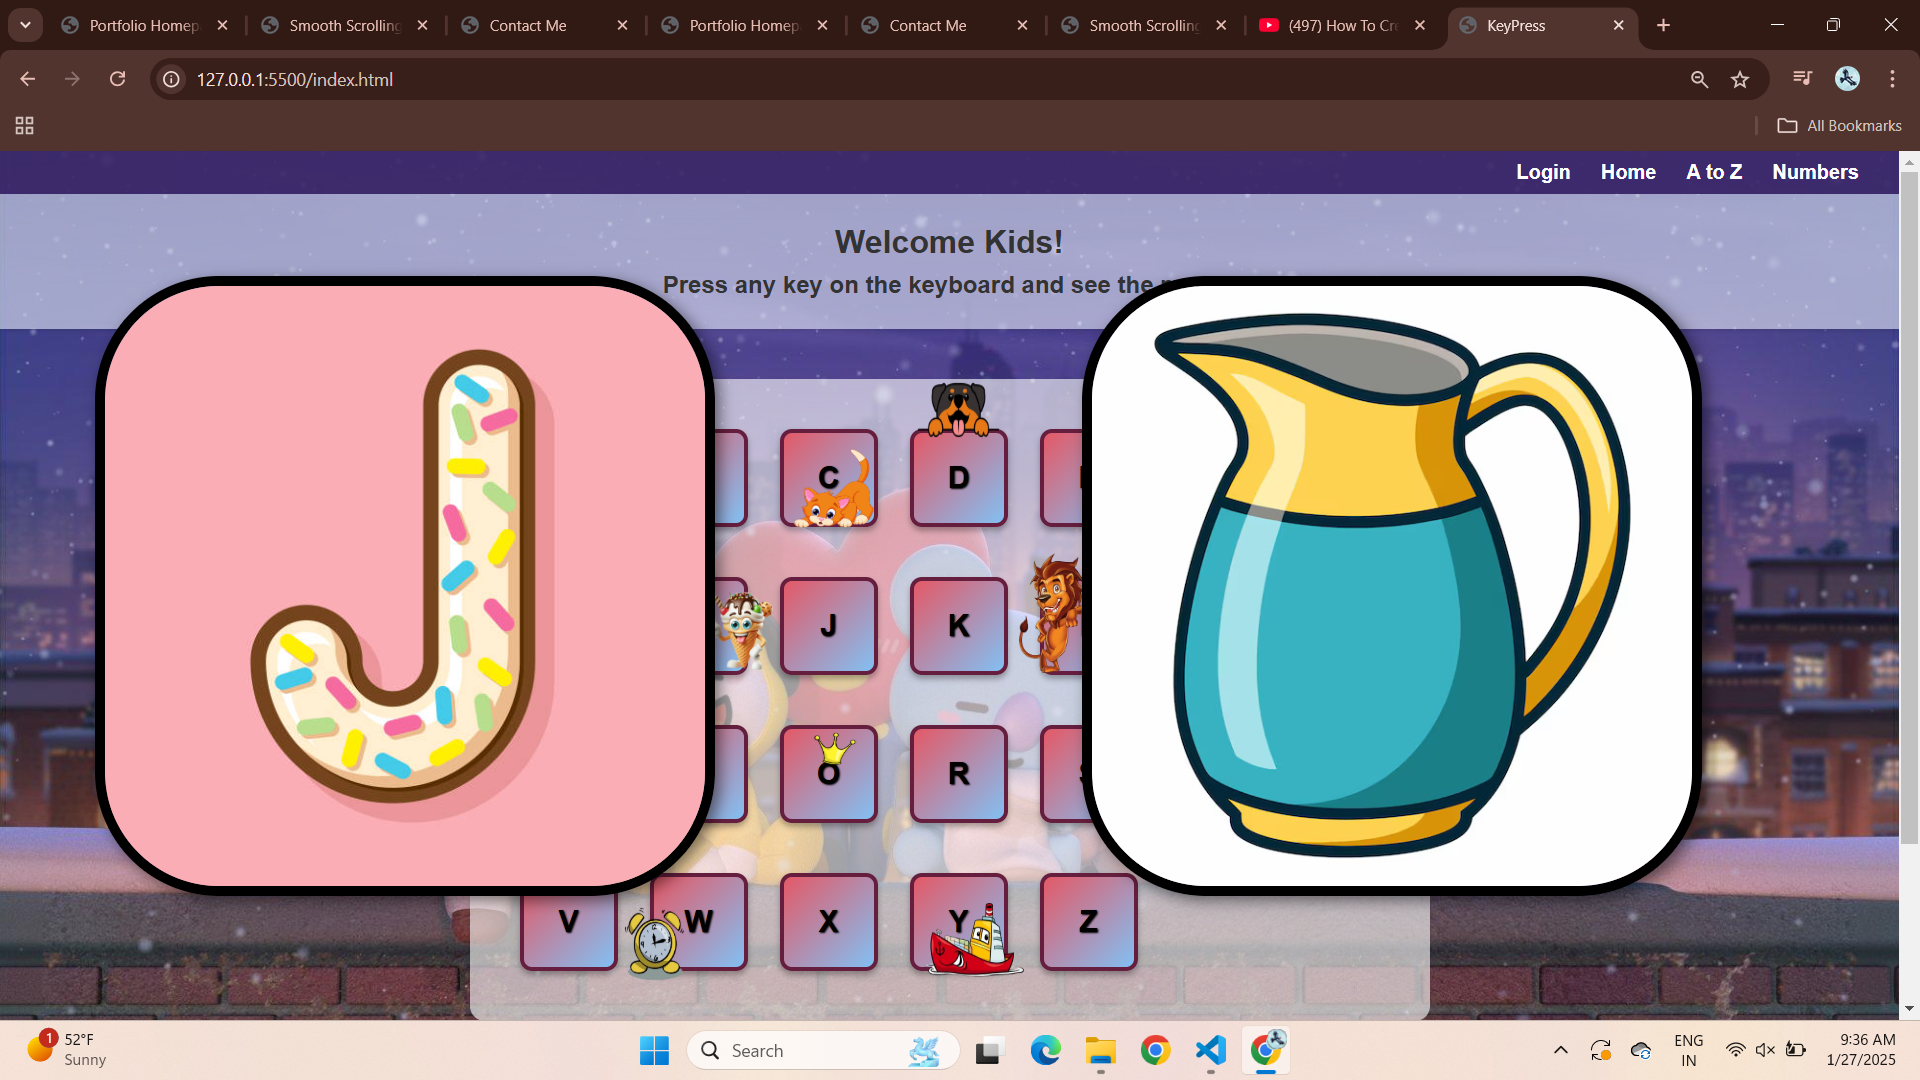 Portfolio Homep
Smooth Scrolling
Contact Me
Portfolio Homep
Contact Me
Smooth Scrolling
(497) How To Cr
KeyPress
127.0.0.1:5500/index.html
All Bookmarks
Login Home A to Z Numbers
Welcome Kids!
Press any key on the keyboard and see the
J
C D
J K
O R
V W X Y Z
1
52°F
Sunny
Search
ENG
IN
9:36 AM
1/27/2025